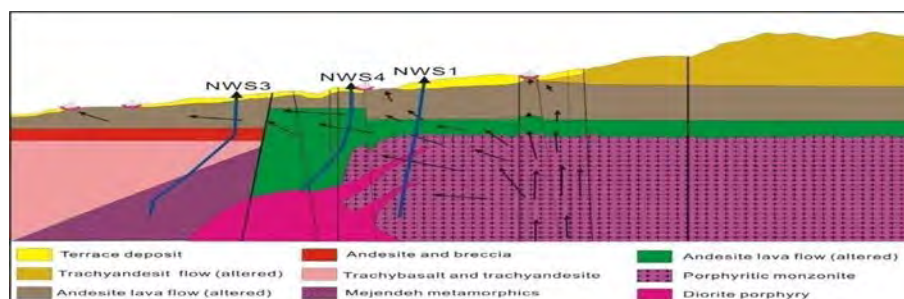 NWS3
NWS4
NWS1
Terrace deposit
Andesite and breccia
Andesite lava flow (altered)
Trachyandesit flow (altered)
Trachybasalt and trachyandesite
Porphyritic monzonite
Andesite lava flow (altered)
Mejendeh metamorphics
Diorite porphyry